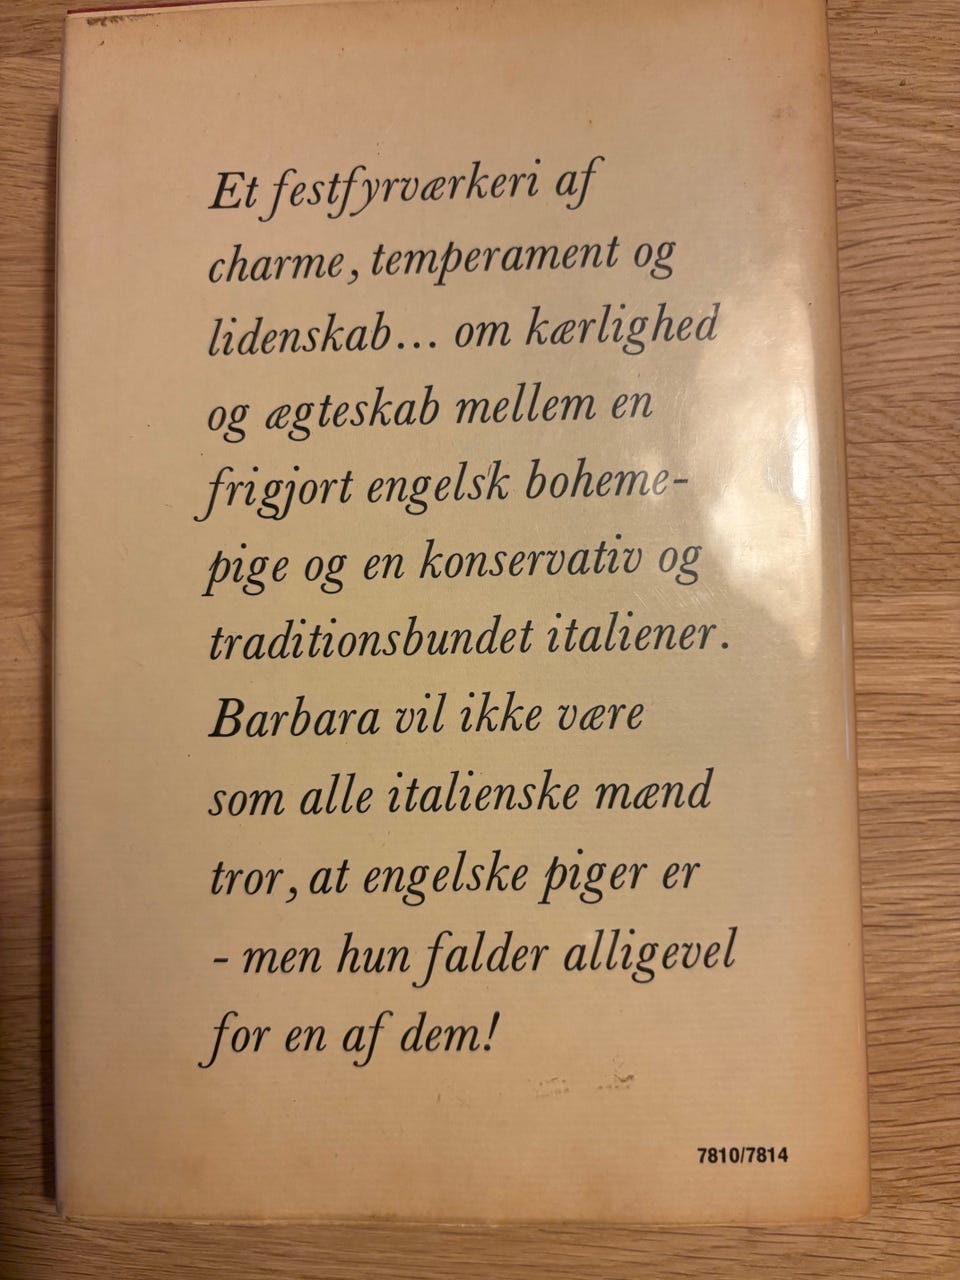 Et festfyrværkeri af
charme, temperament og
lidenskab... om kærlighed
og ægteskab mellem en
frigjort engelsk boheme-
pige og en konservativ og
traditionsbundet italiener.
Barbara vil ikke være
som alle italienske mænd
tror, at engelske piger er
- men hun falder alligevel
for en af dem!
7810/7814